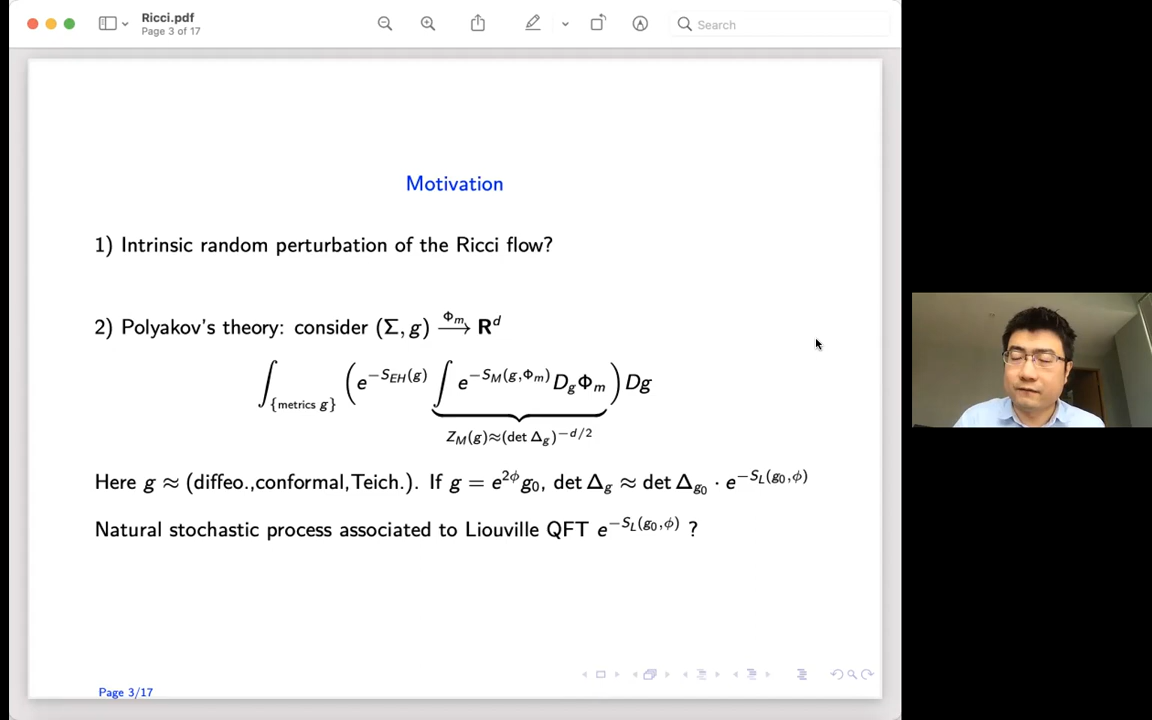 Ricci.pdf
Page 3 of 17
Search
Motivation
1) Intrinsic random perturbation of the Ricci flow?
2) Polyakov's theory: consider (Σ, g) →^{Φ_m} R^d
∫_{metrics g} ( e^{−S_{EH}(g)} ∫ e^{−S_M(g,Φ_m)} D_gΦ_m ) Dg
Z_M(g)≈(det Δ_g)^{−d/2}
Here g ≈ (diffeo.,conformal,Teich.). If g = e^{2ϕ}g_0, det Δ_g ≈ det Δ_{g_0} · e^{−S_L(g_0,ϕ)}
Natural stochastic process associated to Liouville QFT e^{−S_L(g_0,ϕ)} ?
Page 3/17